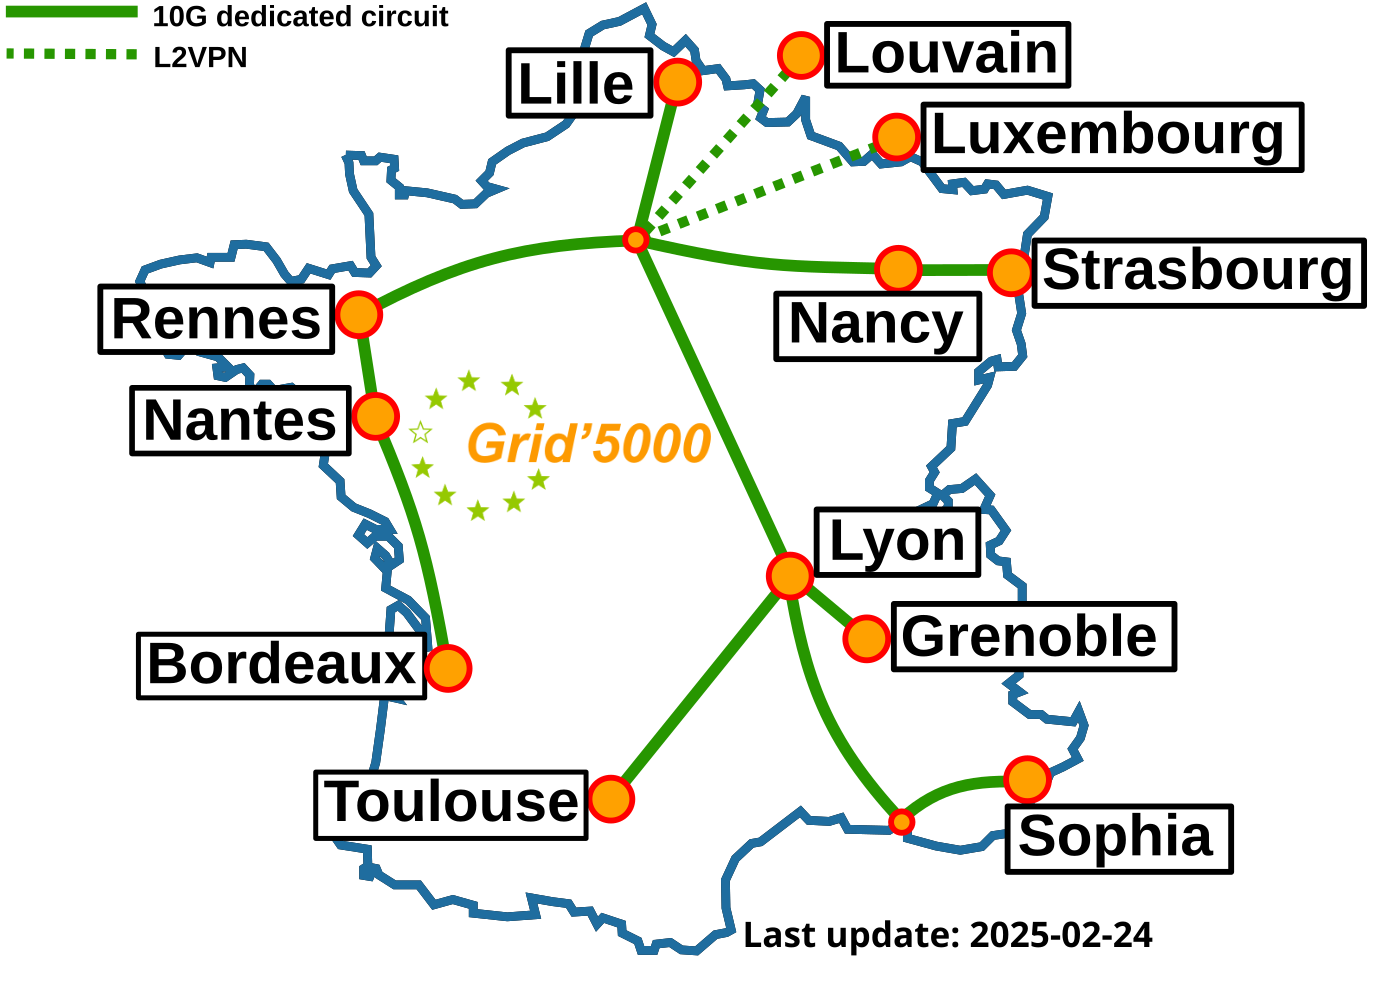 10G dedicated circuit
L2VPN
Louvain
Lille
Luxembourg
Strasbourg
Rennes
Nancy
Nantes
Grid’5000
Lyon
Grenoble
Bordeaux
Toulouse
Sophia
Last update: 2025-02-24